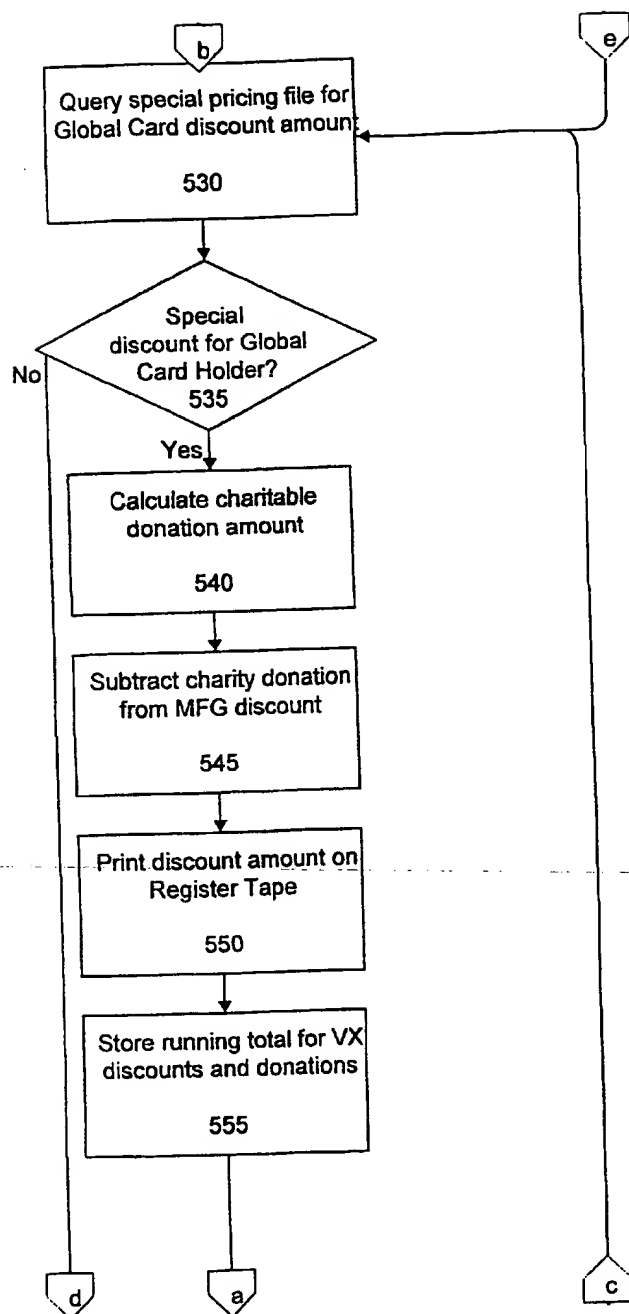 b
e
Query special pricing file for
Global Card discount amount
530
Special
discount for Global
Card Holder?
535
No
Yes
Calculate charitable
donation amount
540
Subtract charity donation
from MFG discount
545
Print discount amount on
Register Tape
550
Store running total for VX
discounts and donations
555
d
a
c